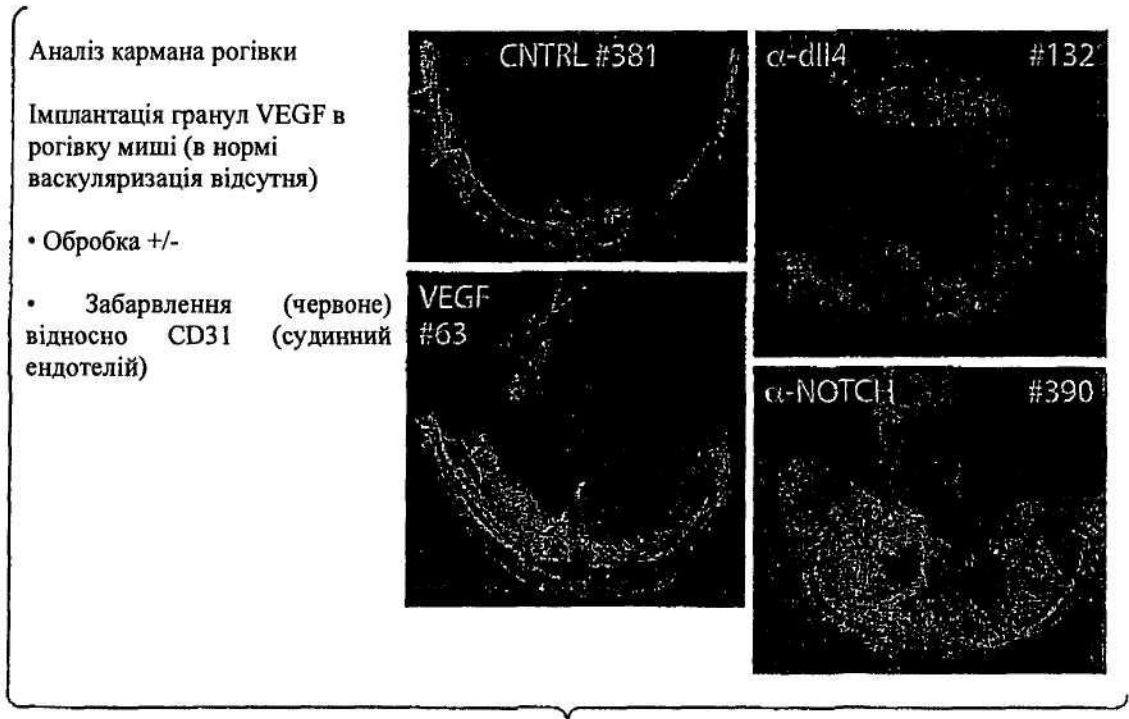 Аналіз кармана рогівки
Імплантація гранул VEGF в
рогівку миші (в нормі
васкуляризація відсутня)
• Обробка +/-
• Забарвлення (червоне)
відносно CD31 (судинний
ендотелій)
CNTRL #381
VEGF
#63
α-dll4 #132
α-NOTCH #390